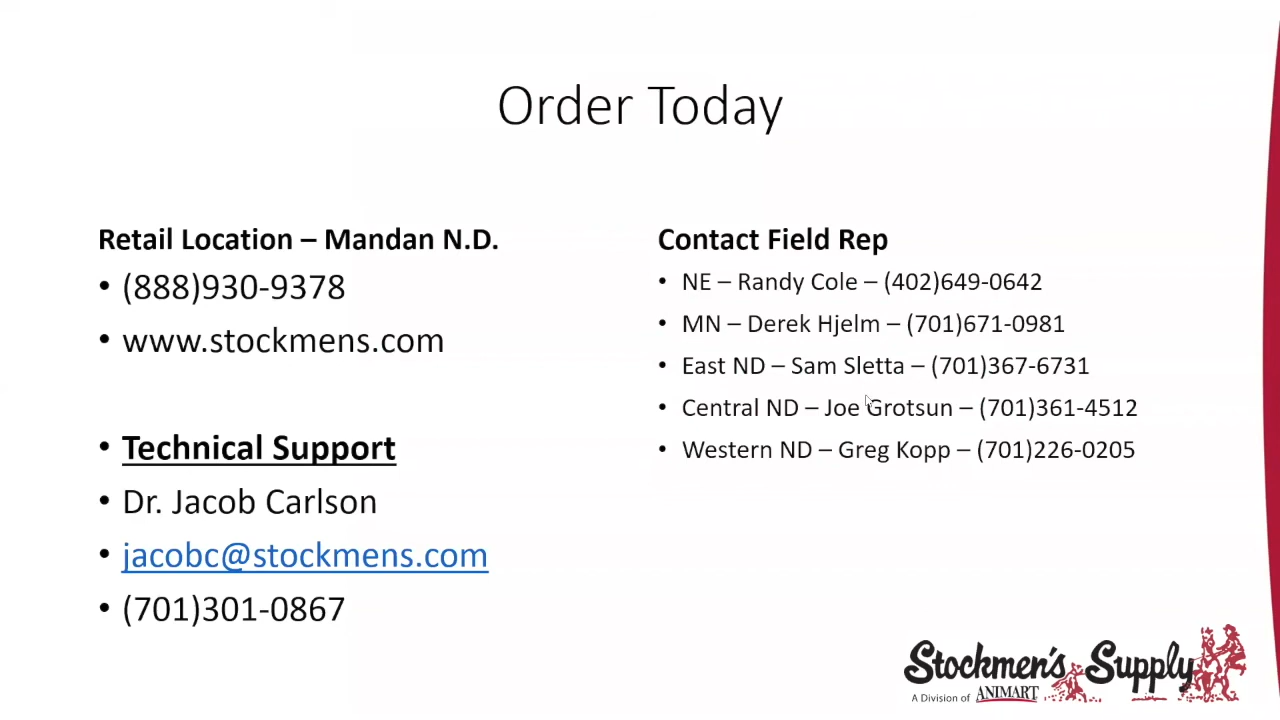 Order Today
Retail Location – Mandan N.D.
• (888)930-9378
• www.stockmens.com
• Technical Support
• Dr. Jacob Carlson
• jacobc@stockmens.com
• (701)301-0867
Contact Field Rep
• NE – Randy Cole – (402)649-0642
• MN – Derek Hjelm – (701)671-0981
• East ND – Sam Sletta – (701)367-6731
• Central ND – Joe Grotsun – (701)361-4512
• Western ND – Greg Kopp – (701)226-0205
Stockmen's Supply
A Division of ANIMART